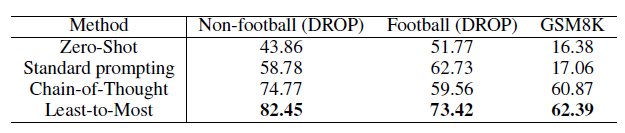 Method Non-football (DROP) Football (DROP) GSM8K
Zero-Shot 43.86 51.77 16.38
Standard prompting 58.78 62.73 17.06
Chain-of-Thought 74.77 59.56 60.87
Least-to-Most 82.45 73.42 62.39